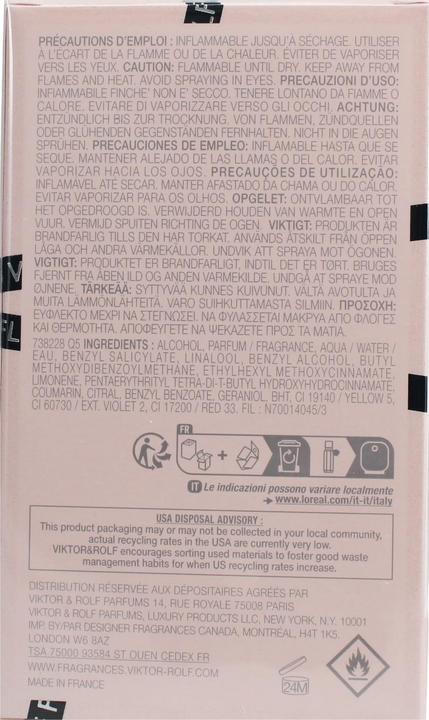 PRÉCAUTIONS D'EMPLOI : INFLAMMABLE JUSQU'À SÉCHAGE. UTILISER
À L'ÉCART DE LA FLAMME OU DE LA CHALEUR. ÉVITER DE VAPORISER
VERS LES YEUX. CAUTION: FLAMMABLE UNTIL DRY. KEEP AWAY FROM
FLAMES AND HEAT. AVOID SPRAYING IN EYES. PRECAUZIONI D'USO:
INFIAMMABILE FINCHE' NON E' SECCO. TENERE LONTANO DA FIAMME O
CALORE. EVITARE DI VAPORIZZARE VERSO GLI OCCHI. ACHTUNG:
ENTZÜNDLICH BIS ZUR TROCKNUNG. VON FLAMMEN, ZÜNDQUELLEN
ODER GLÜHENDEN GEGENSTÄNDEN FERNHALTEN. NICHT IN DIE AUGEN
SPRÜHEN. PRECAUCIONES DE EMPLEO: INFLAMABLE HASTA QUE SE
SEQUE. MANTENER ALEJADO DE LAS LLAMAS O DEL CALOR. EVITAR
VAPORIZAR HACIA LOS OJOS. PRECAUÇÕES DE UTILIZAÇÃO:
INFLAMÁVEL ATÉ SECAR. MANTER AFASTADO DA CHAMA OU DO CALOR.
EVITAR VAPORIZAR PARA OS OLHOS. OPGELET: ONTVLAMBAAR TOT
HET OPGEDROOGD IS. VERWIJDERD HOUDEN VAN WARMTE EN OPEN
VUUR. VERMIJD SPUITEN RICHTING DE OGEN. VIKTIGT: PRODUKTEN ÄR
BRANDFARLIG TILLS DEN HAR TORKAT. ANVÄNDS ÅTSKILT FRÅN ÖPPEN
LÅGA OCH ANDRA VÄRMEKÄLLOR. UNDVIK ATT SPRAYA MOT ÖGONEN.
VIGTIGT: PRODUKTET ER BRANDFARLIGT, INDTIL DET ER TØRT. BRUGES
FJERNT FRA ÅBEN ILD OG ANDEN VARMEKILDE. UNDGÅ AT SPRAYE MOD
ØJNENE. TÄRKEÄÄ: SYTTYVÄÄ KUNNES KUIVUNUT. VÄLTÄ AVOTULTA JA
MUITA LÄMMÖNLÄHTEITÄ. VARO SUIHKUTTAMASTA SILMIIN. ΠΡΟΣΟΧΗ:
ΕΥΦΛΕΚΤΟ ΜΕΧΡΙ ΝΑ ΣΤΕΓΝΩΣΕΙ. ΝΑ ΦΥΛΑΣΣΕΤΑΙ ΜΑΚΡΥΑ ΑΠΟ ΦΛΟΓΕΣ
ΚΑΙ ΘΕΡΜΟΤΗΤΑ. ΑΠΟΦΕΥΓΕΤΕ ΝΑ ΨΕΚΑΖΕΤΕ ΠΡΟΣ ΤΑ ΜΑΤΙΑ.
738228 Q5 INGREDIENTS : ALCOHOL, PARFUM / FRAGRANCE, AQUA / WATER /
EAU, BENZYL SALICYLATE, LINALOOL, BENZYL ALCOHOL, BUTYL
METHOXYDIBENZOYLMETHANE, ETHYLHEXYL METHOXYCINNAMATE,
LIMONENE, PENTAERYTHRITYL TETRA-DI-T-BUTYL HYDROXYHYDROCINNAMATE,
COUMARIN, CITRAL, BENZYL BENZOATE, GERANIOL, BHT, CI 19140 / YELLOW 5,
CI 60730 / EXT. VIOLET 2, CI 17200 / RED 33. FIL : N70014045/3
FR
IT Le indicazioni possono variare localmente
www.loreal.com/it-it/italy
USA DISPOSAL ADVISORY :
This product packaging may or may not be collected in your local community,
actual recycling rates in the USA are currently very low.
VIKTOR&ROLF encourages sorting used materials to foster good waste
management habits for when US recycling rates increase.
DISTRIBUTION RÉSERVÉE AUX DÉPOSITAIRES AGRÉÉS PAR
VIKTOR & ROLF PARFUMS 14, RUE ROYALE 75008 PARIS
VIKTOR & ROLF PARFUMS, LUXURY PRODUCTS LLC, NEW YORK, N.Y. 10001
IMP. BY/PAR DESIGNER FRAGRANCES CANADA, MONTRÉAL, H4T 1K5.
LONDON W6 8AZ
TSA 75000 93584 ST OUEN CEDEX FR
WWW.FRAGRANCES.VIKTOR-ROLF.COM
MADE IN FRANCE
24M